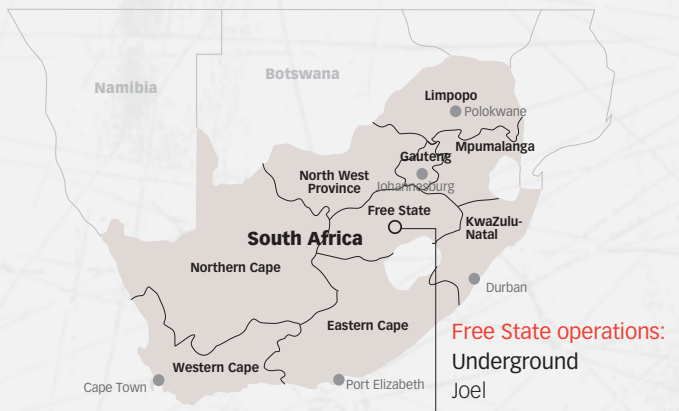 Namibia
Botswana
Limpopo
Polokwane
Mpumalanga
Gauteng
Johannesburg
North West
Province
Free State
KwaZulu-
Natal
South Africa
Northern Cape
Durban
Eastern Cape
Free State operations:
Underground
Joel
Western Cape
Cape Town
Port Elizabeth